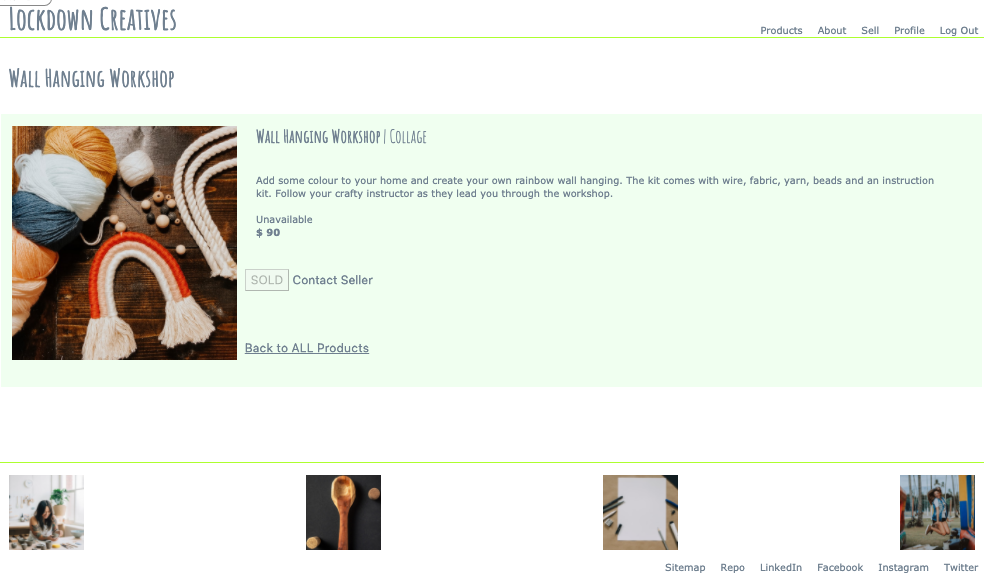 Lockdown Creatives
Products About Sell Profile Log Out
Wall Hanging Workshop
Wall Hanging Workshop | Collage
Add some colour to your home and create your own rainbow wall hanging. The kit comes with wire, fabric, yarn, beads and an instruction
kit. Follow your crafty instructor as they lead you through the workshop.
Unavailable
$ 90
SOLD Contact Seller
Back to ALL Products
Sitemap Repo LinkedIn Facebook Instagram Twitter